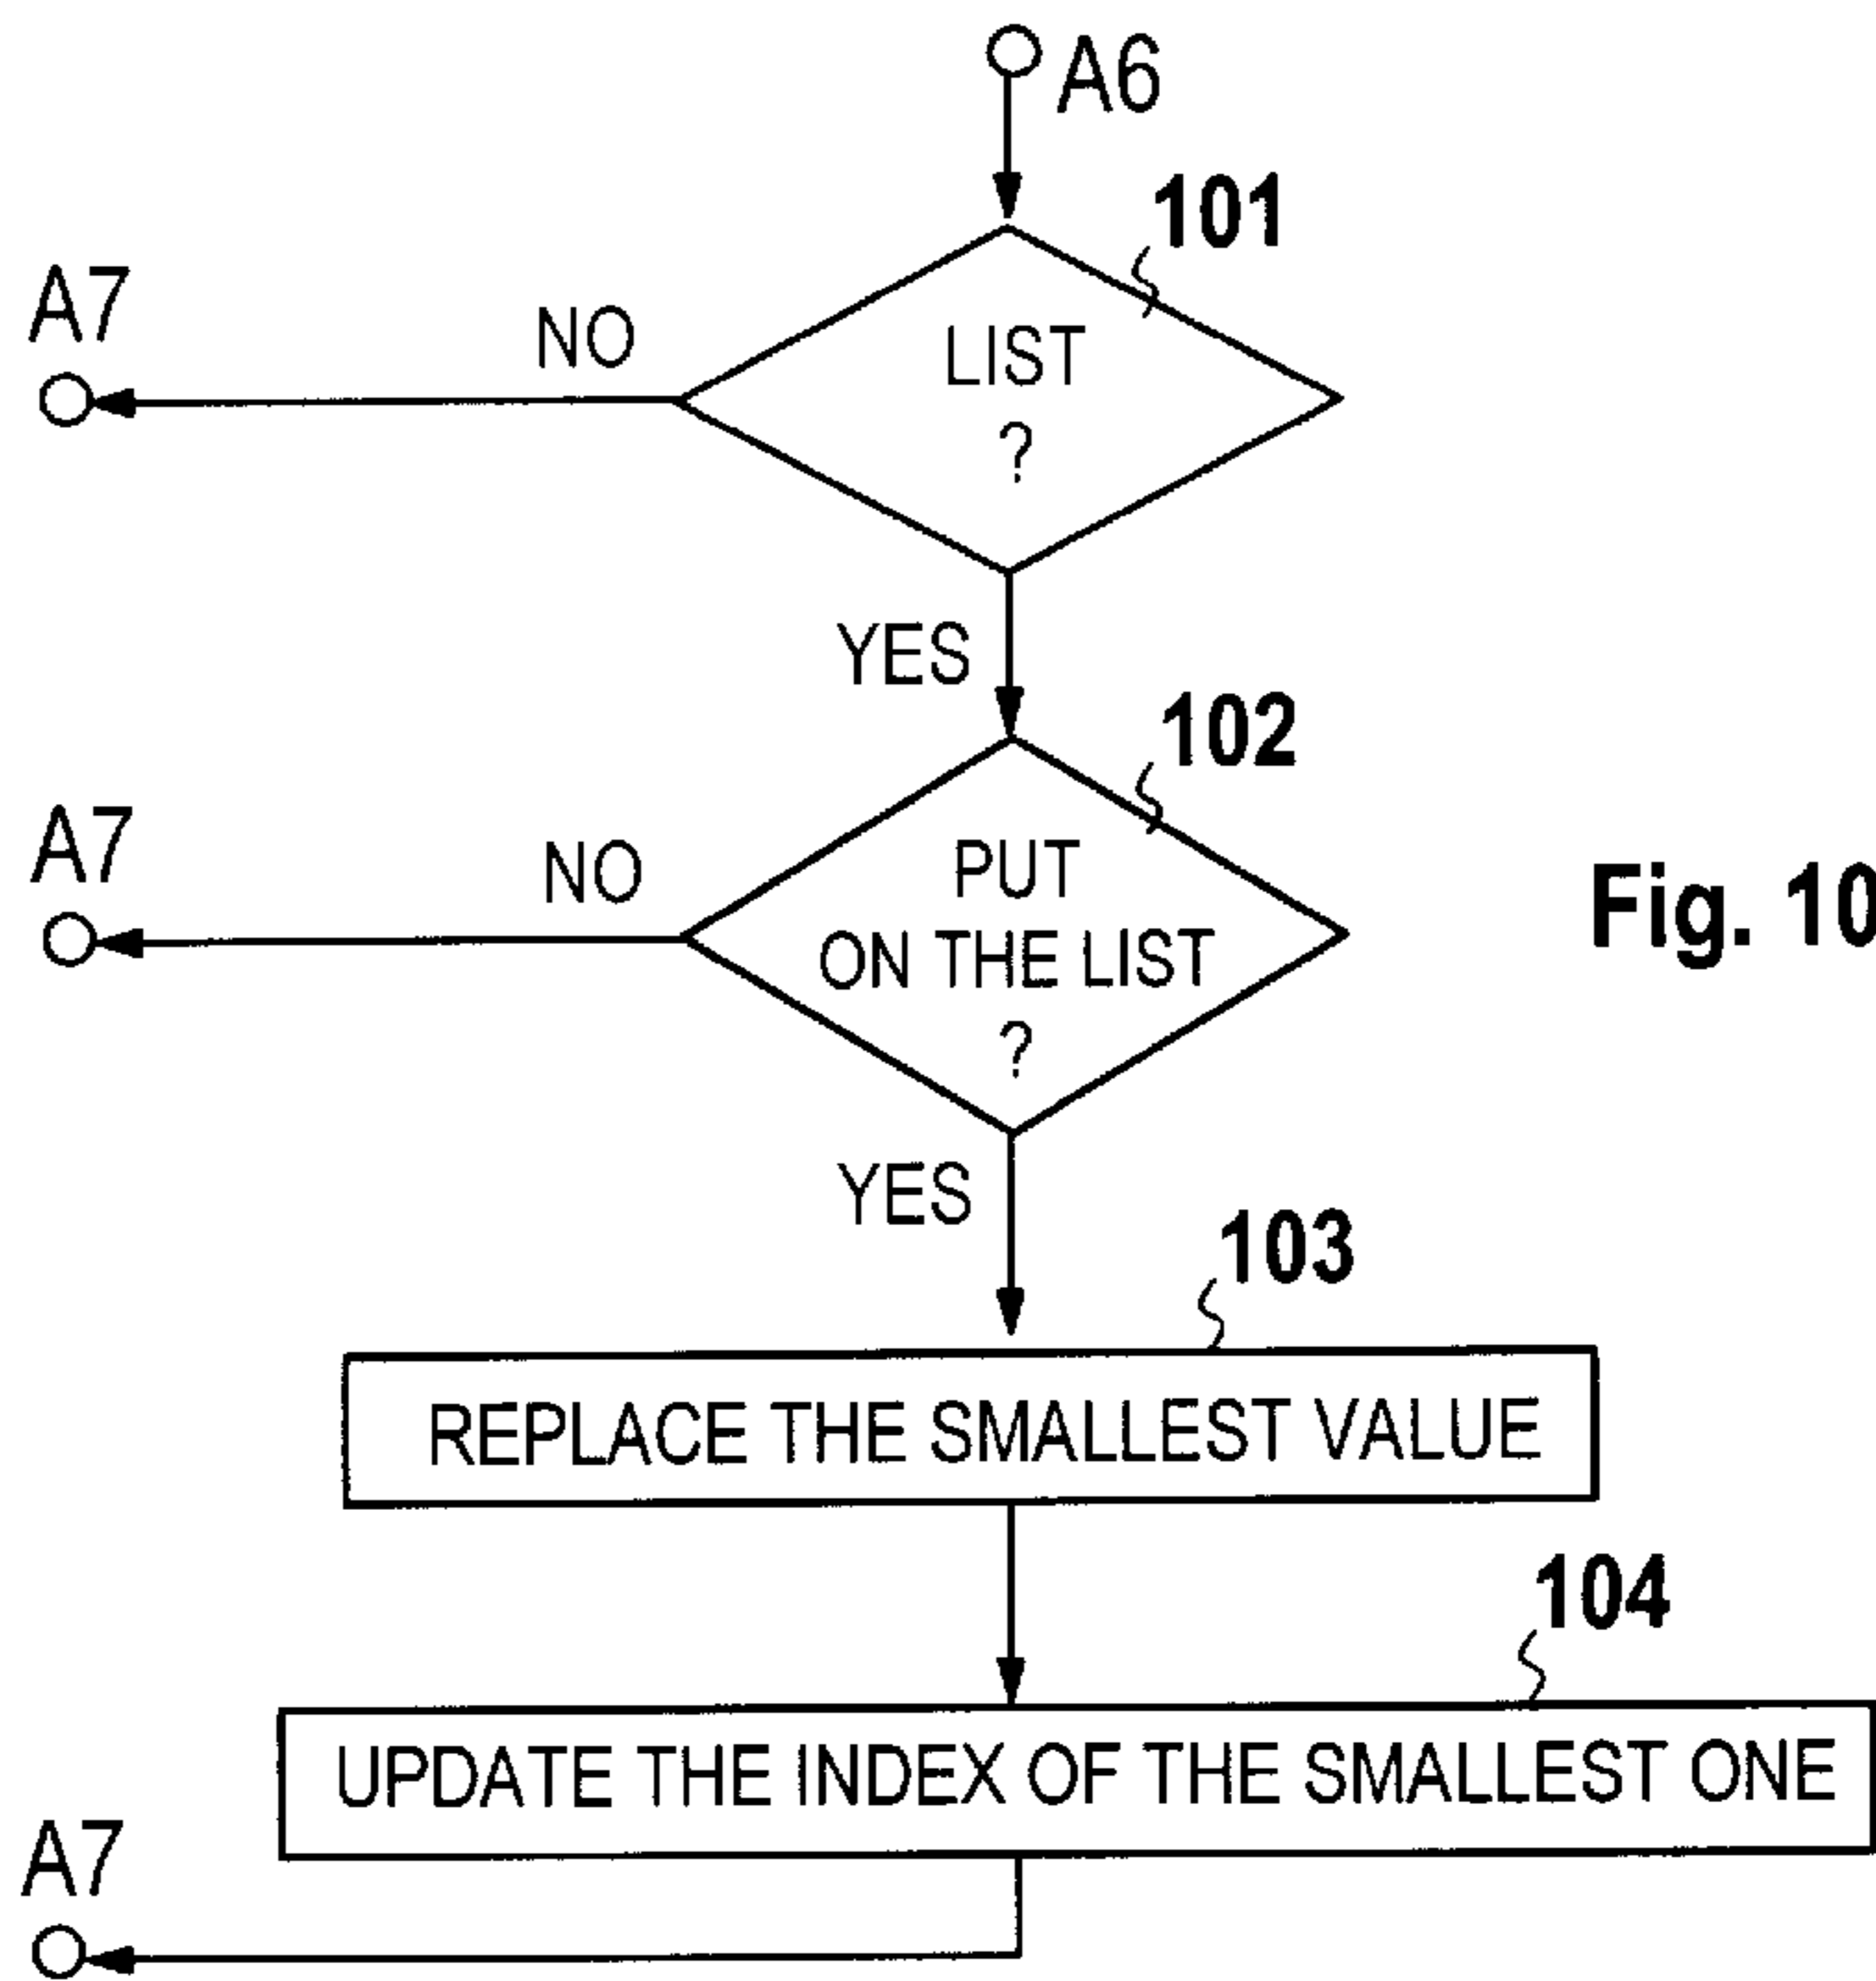 A6
101
A7
NO
LIST
?
YES
102
A7
NO
PUT
ON THE LIST
?
Fig. 10
YES
103
REPLACE THE SMALLEST VALUE
104
UPDATE THE INDEX OF THE SMALLEST ONE
A7